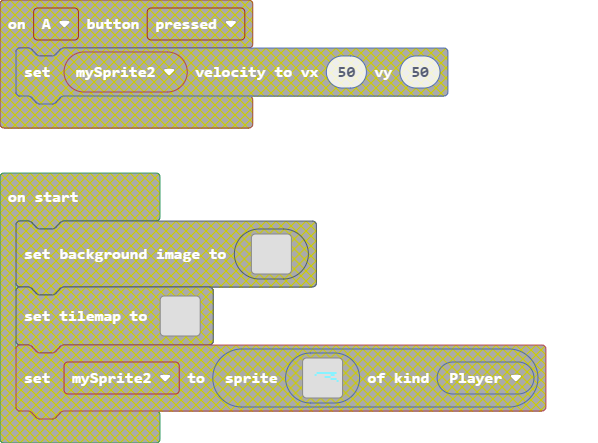 on A button pressed
set mySprite2 velocity to vx 50 vy 50
on start
set background image to
set tilemap to
set mySprite2 to sprite of kind Player